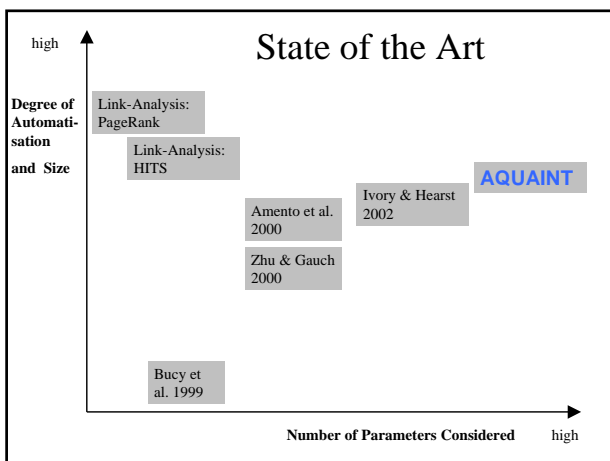 State of the Art
high
Degree of
Automati-
sation
and Size
Link-Analysis:
PageRank
Link-Analysis:
HITS
Amento et al.
2000
Zhu & Gauch
2000
Ivory & Hearst
2002
AQUAINT
Bucy et
al. 1999
Number of Parameters Considered high